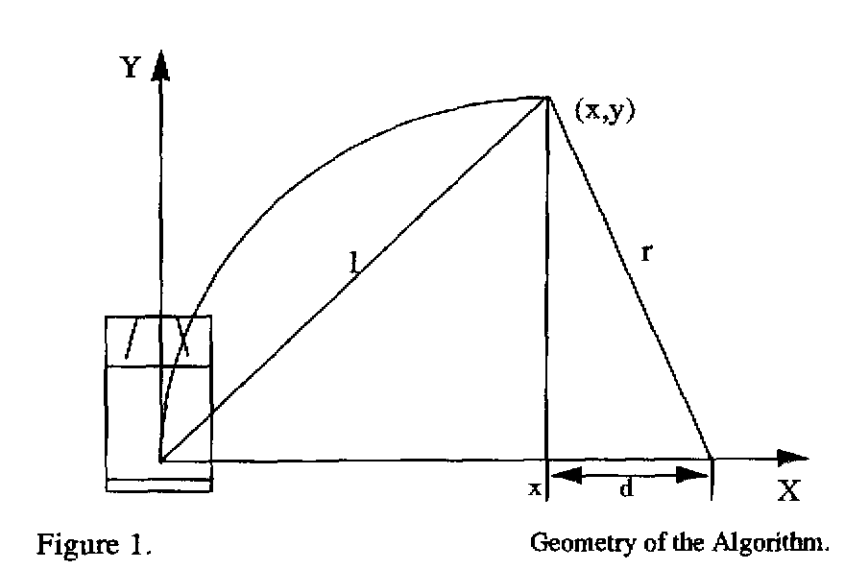 Y
(x,y)
l
r
x
d
X
Figure 1.
Geometry of the Algorithm.